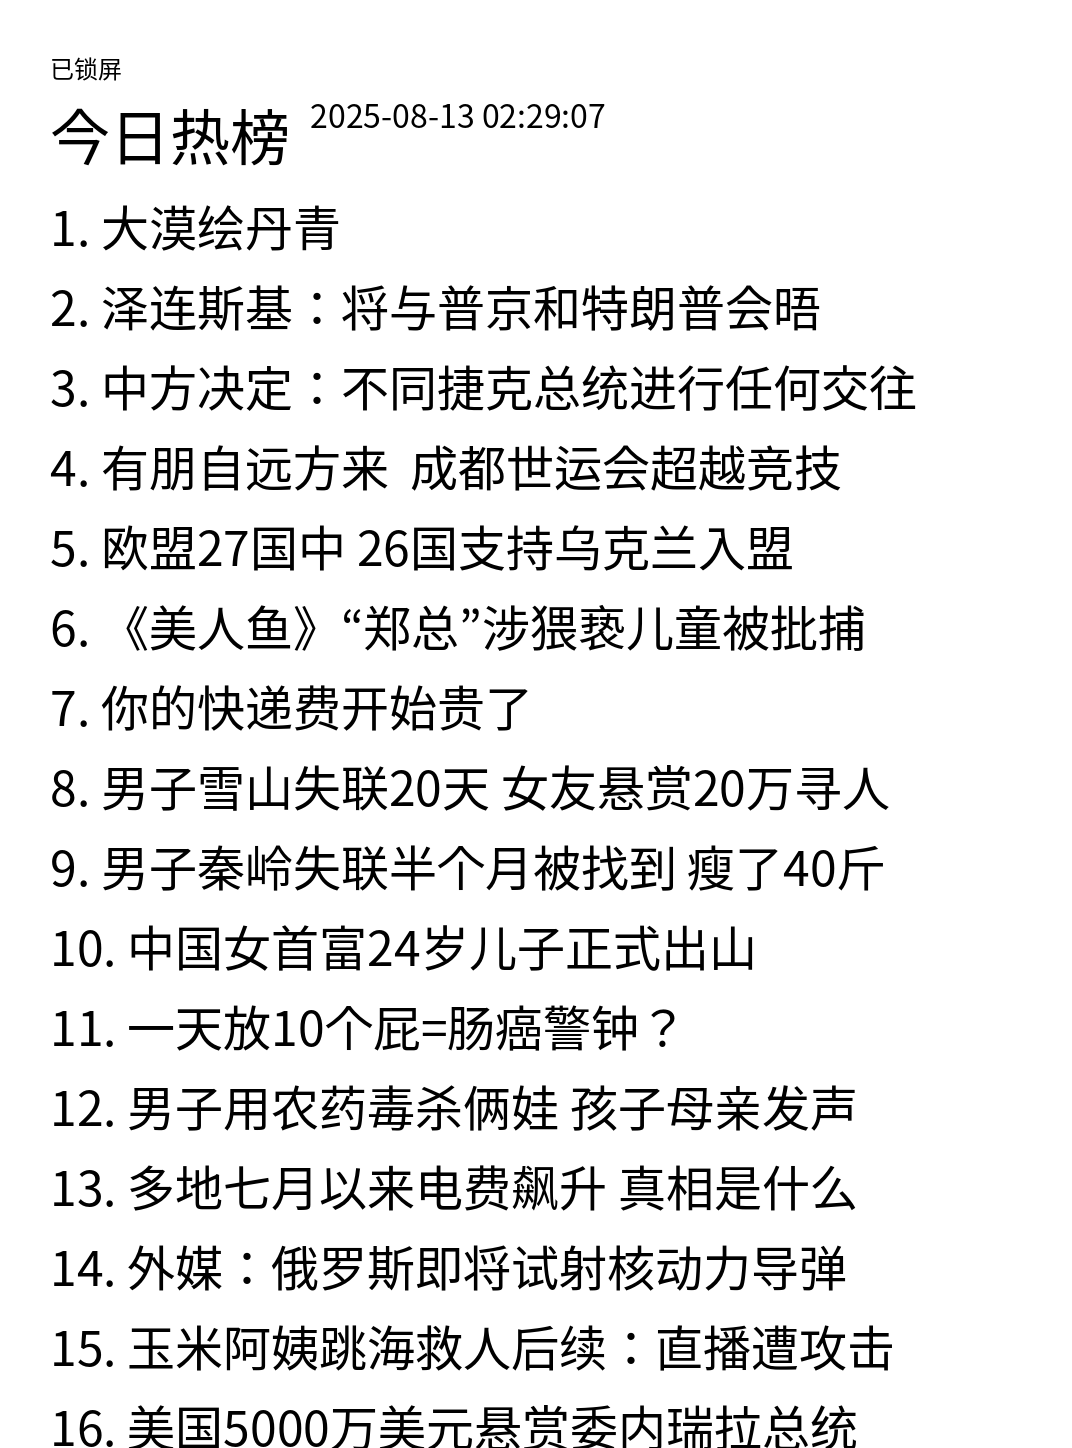 已锁屏
今日热榜 2025-08-13 02:29:07
1. 大漠绘丹青
2. 泽连斯基：将与普京和特朗普会晤
3. 中方决定：不同捷克总统进行任何交往
4. 有朋自远方来  成都世运会超越竞技
5. 欧盟27国中 26国支持乌克兰入盟
6. 《美人鱼》“郑总”涉猥亵儿童被批捕
7. 你的快递费开始贵了
8. 男子雪山失联20天 女友悬赏20万寻人
9. 男子秦岭失联半个月被找到 瘦了40斤
10. 中国女首富24岁儿子正式出山
11. 一天放10个屁=肠癌警钟？
12. 男子用农药毒杀俩娃 孩子母亲发声
13. 多地七月以来电费飙升 真相是什么
14. 外媒：俄罗斯即将试射核动力导弹
15. 玉米阿姨跳海救人后续：直播遭攻击
16. 美国5000万美元悬赏委内瑞拉总统